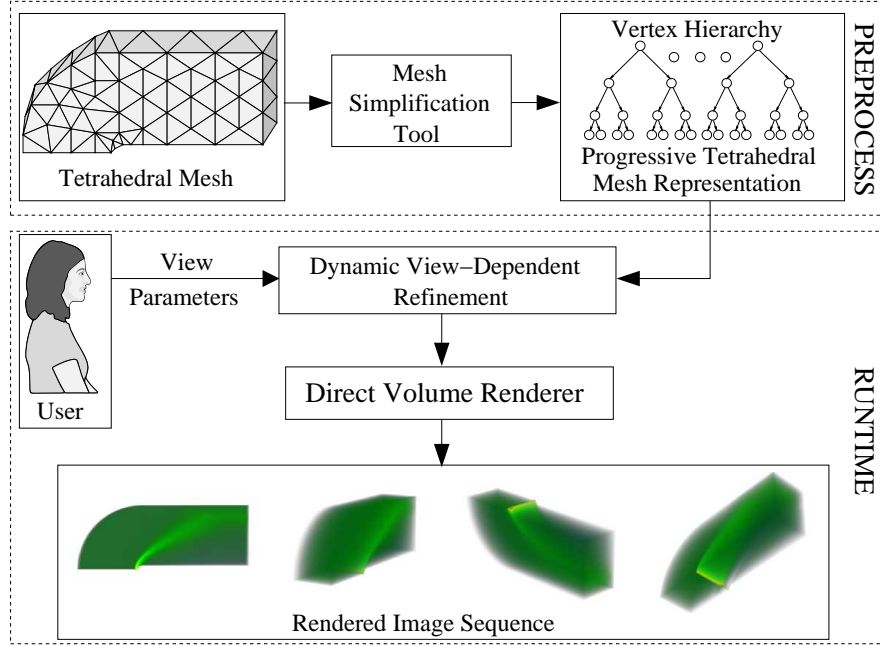 Vertex Hierarchy
PREPROCESS
Mesh
Simplification
Tool
Tetrahedral Mesh
Progressive Tetrahedral
Mesh Representation
View
Parameters
Dynamic View–Dependent
Refinement
Direct Volume Renderer
User
RUNTIME
Rendered Image Sequence